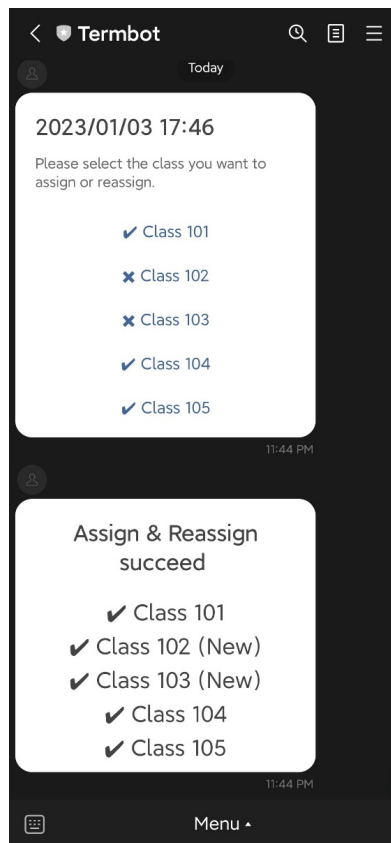 Termbot
Today
2023/01/03 17:46
Please select the class you want to
assign or reassign.
✔ Class 101
✖ Class 102
✖ Class 103
✔ Class 104
✔ Class 105
11:44 PM
Assign & Reassign
succeed
✔ Class 101
✔ Class 102 (New)
✔ Class 103 (New)
✔ Class 104
✔ Class 105
11:44 PM
Menu